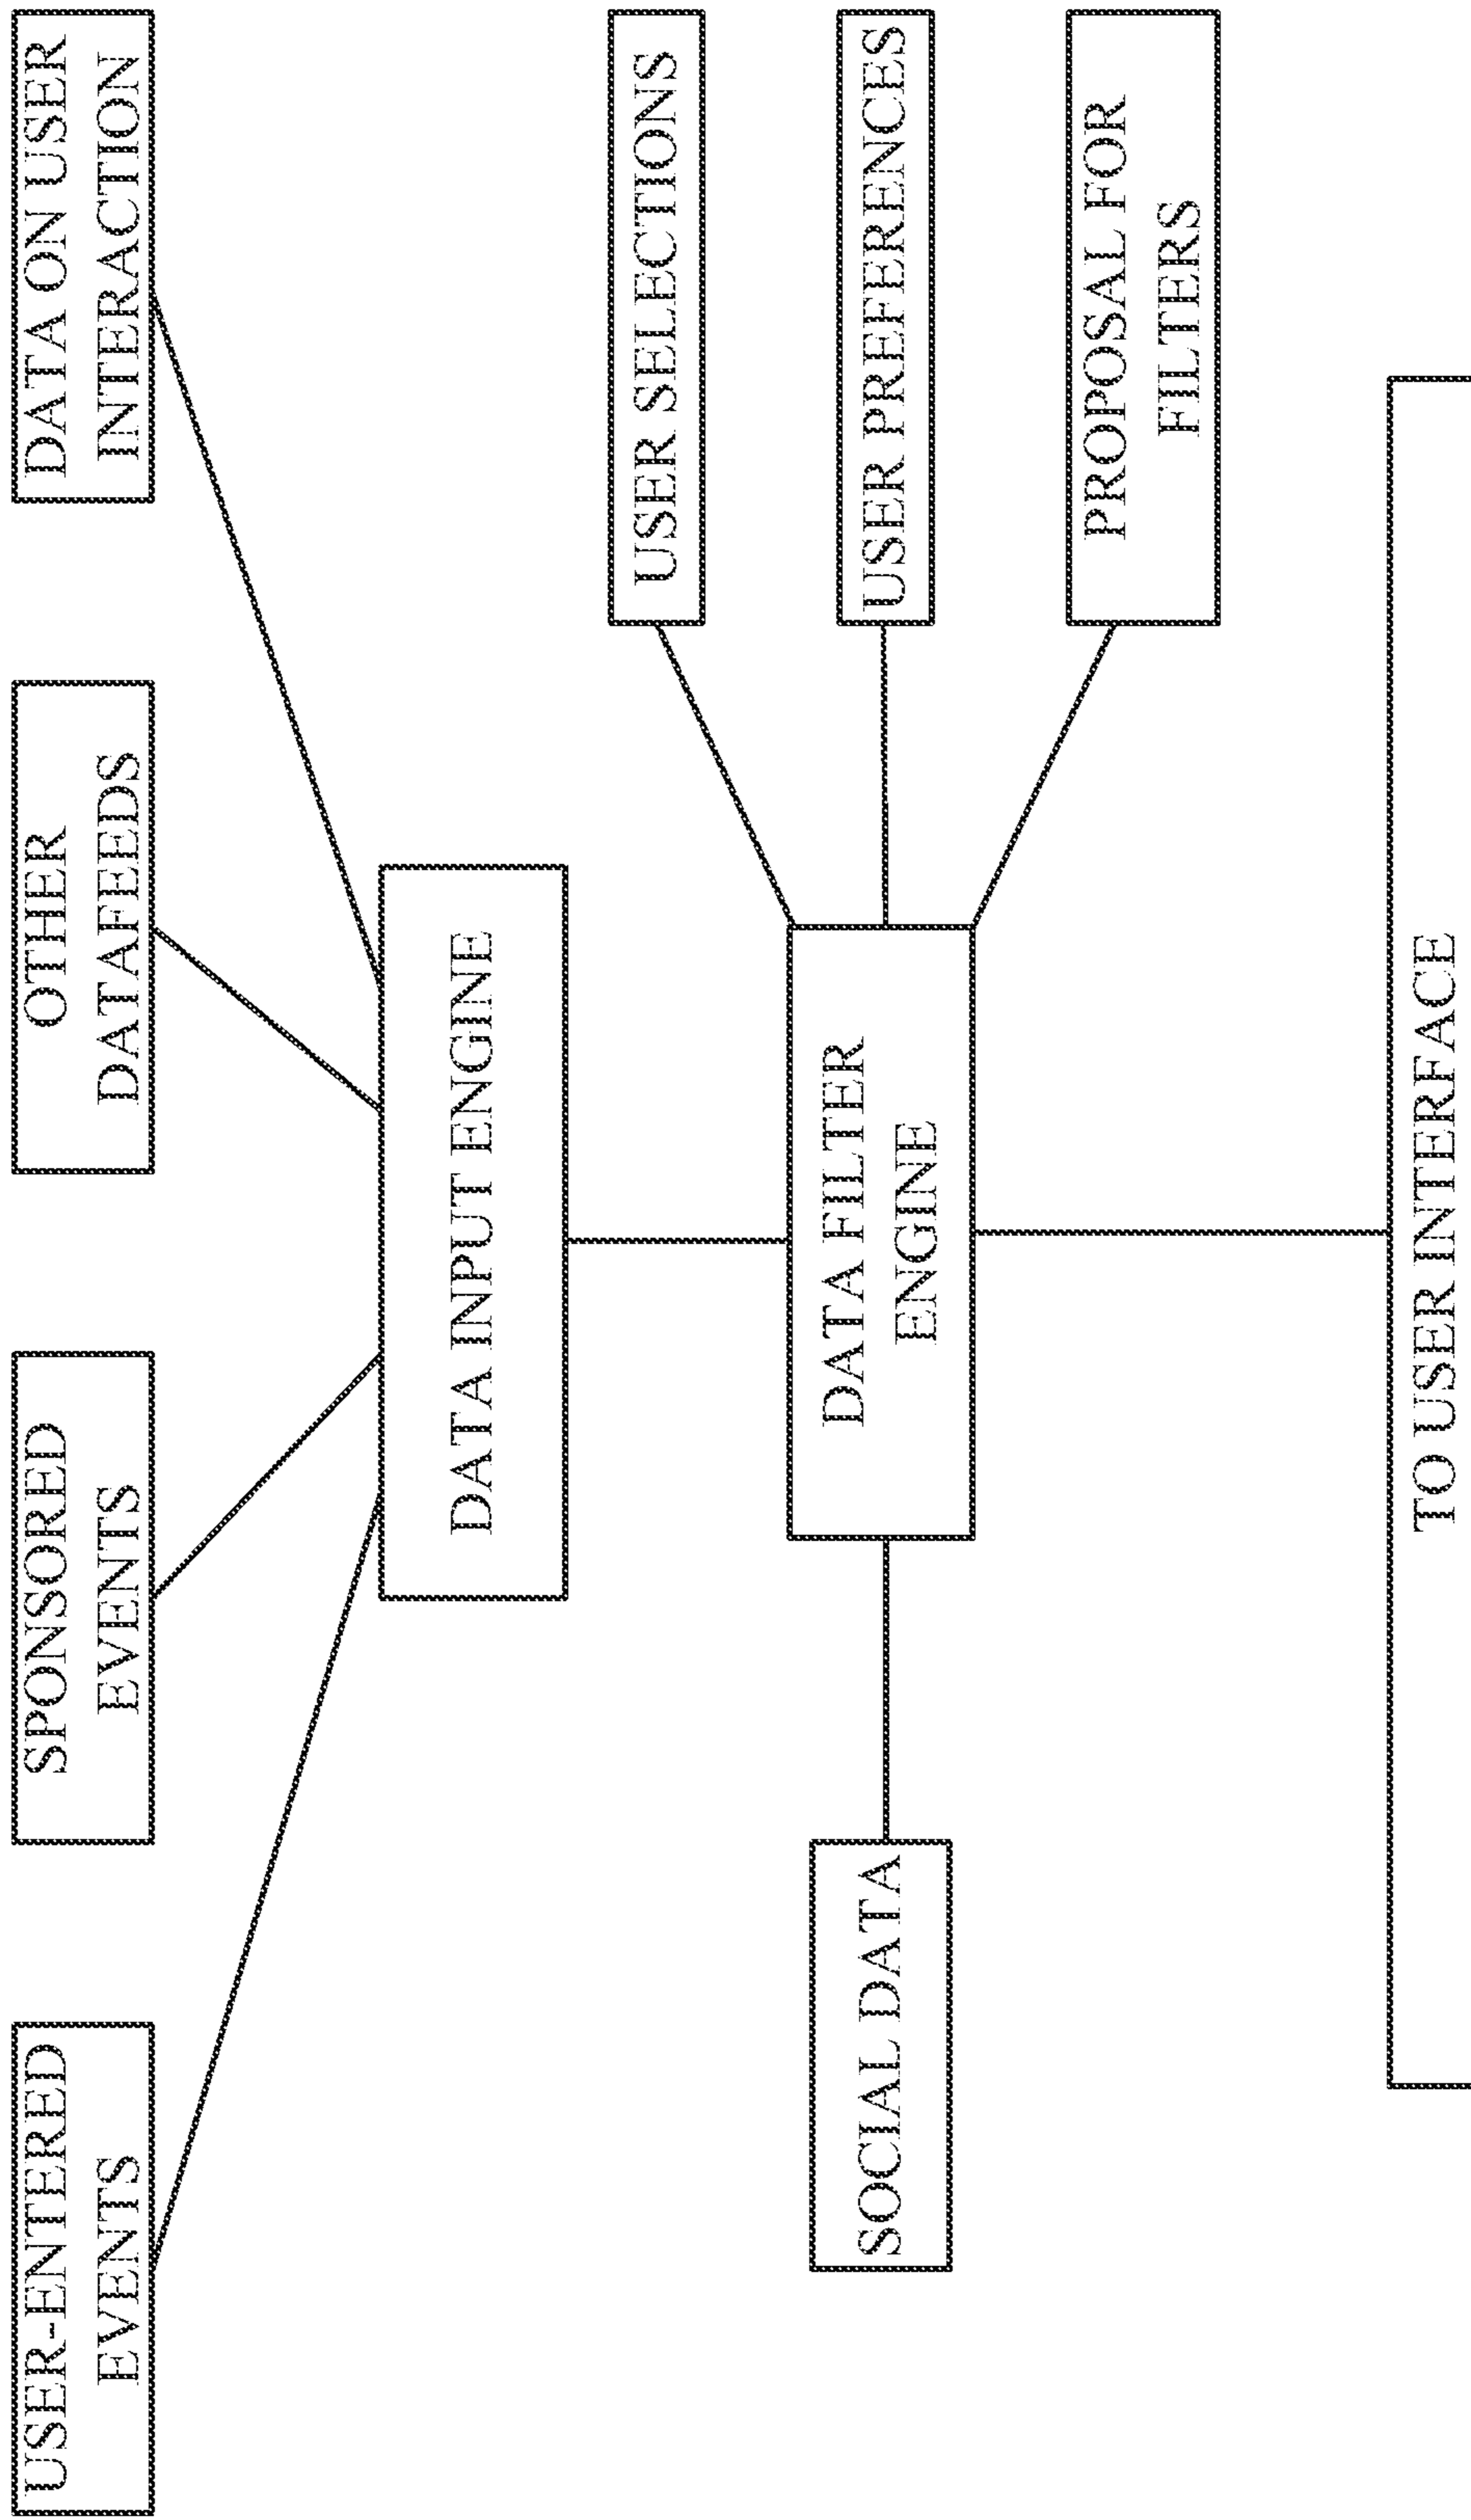 USER-ENTERED
EVENTS
SPONSORED
EVENTS
OTHER
DATAFEEDS
DATA ON USER
INTERACTION
DATA INPUT ENGINE
USER SELECTIONS
SOCIAL DATA
DATA FILTER
ENGINE
USER PREFERENCES
PROPOSAL FOR
FILTERS
TO USER INTERFACE